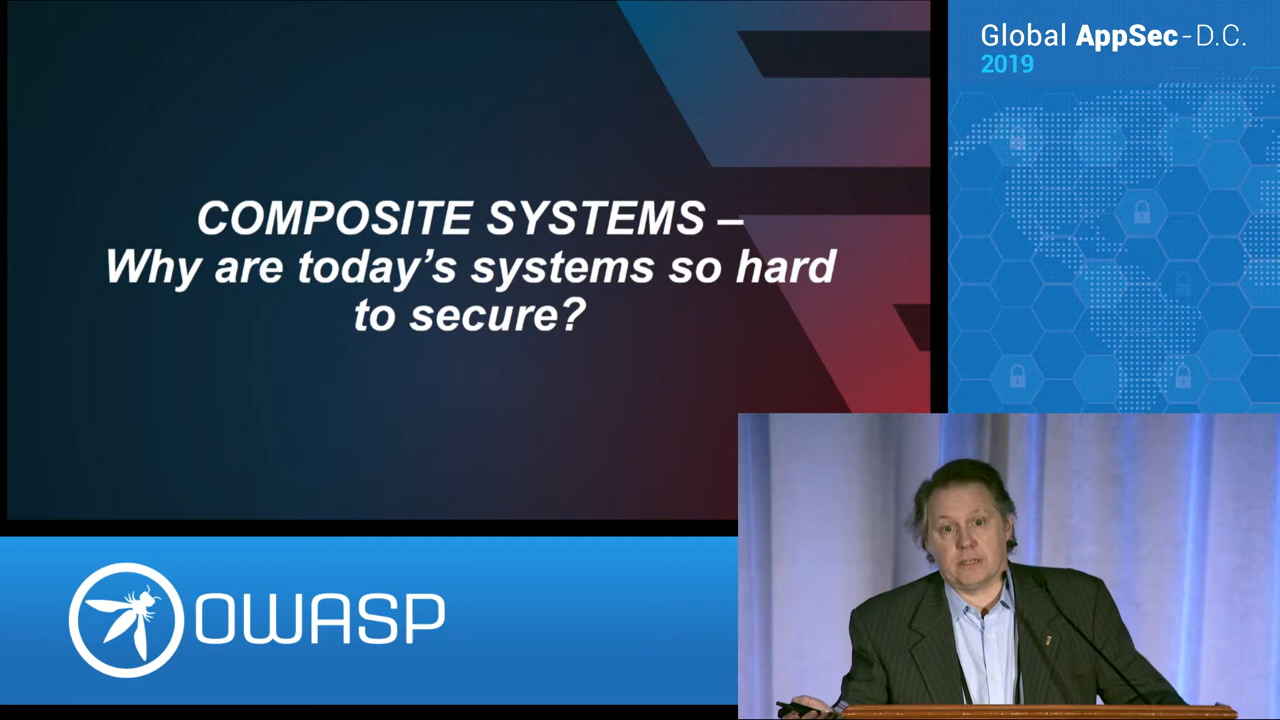 COMPOSITE SYSTEMS –
Why are today's systems so hard
to secure?
Global AppSec - D.C.
2019
OWASP